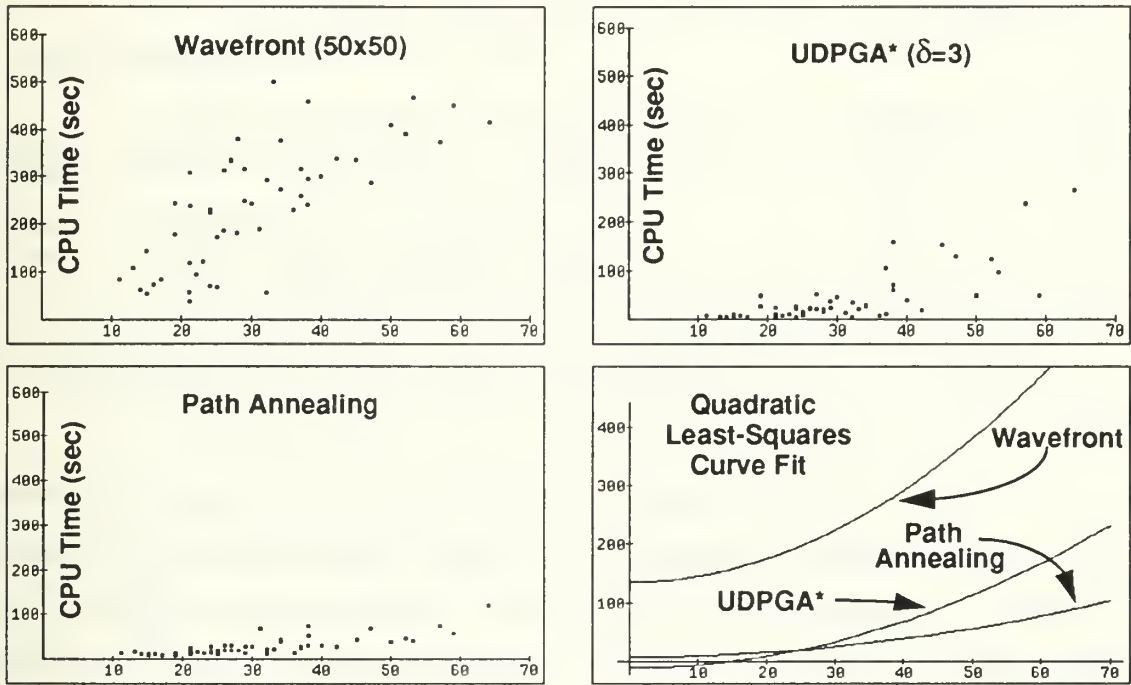 Wavefront (50x50)
CPU Time (sec)
600
500
400
300
200
100
10 20 30 40 50 60 70
UDPGA* (δ=3)
CPU Time (sec)
600
500
400
300
200
100
10 20 30 40 50 60 70
Path Annealing
CPU Time (sec)
600
500
400
300
200
100
10 20 30 40 50 60 70
Quadratic
Least-Squares
Curve Fit
Wavefront
Path
Annealing
UDPGA*
400
300
200
100
10 20 30 40 50 60 70